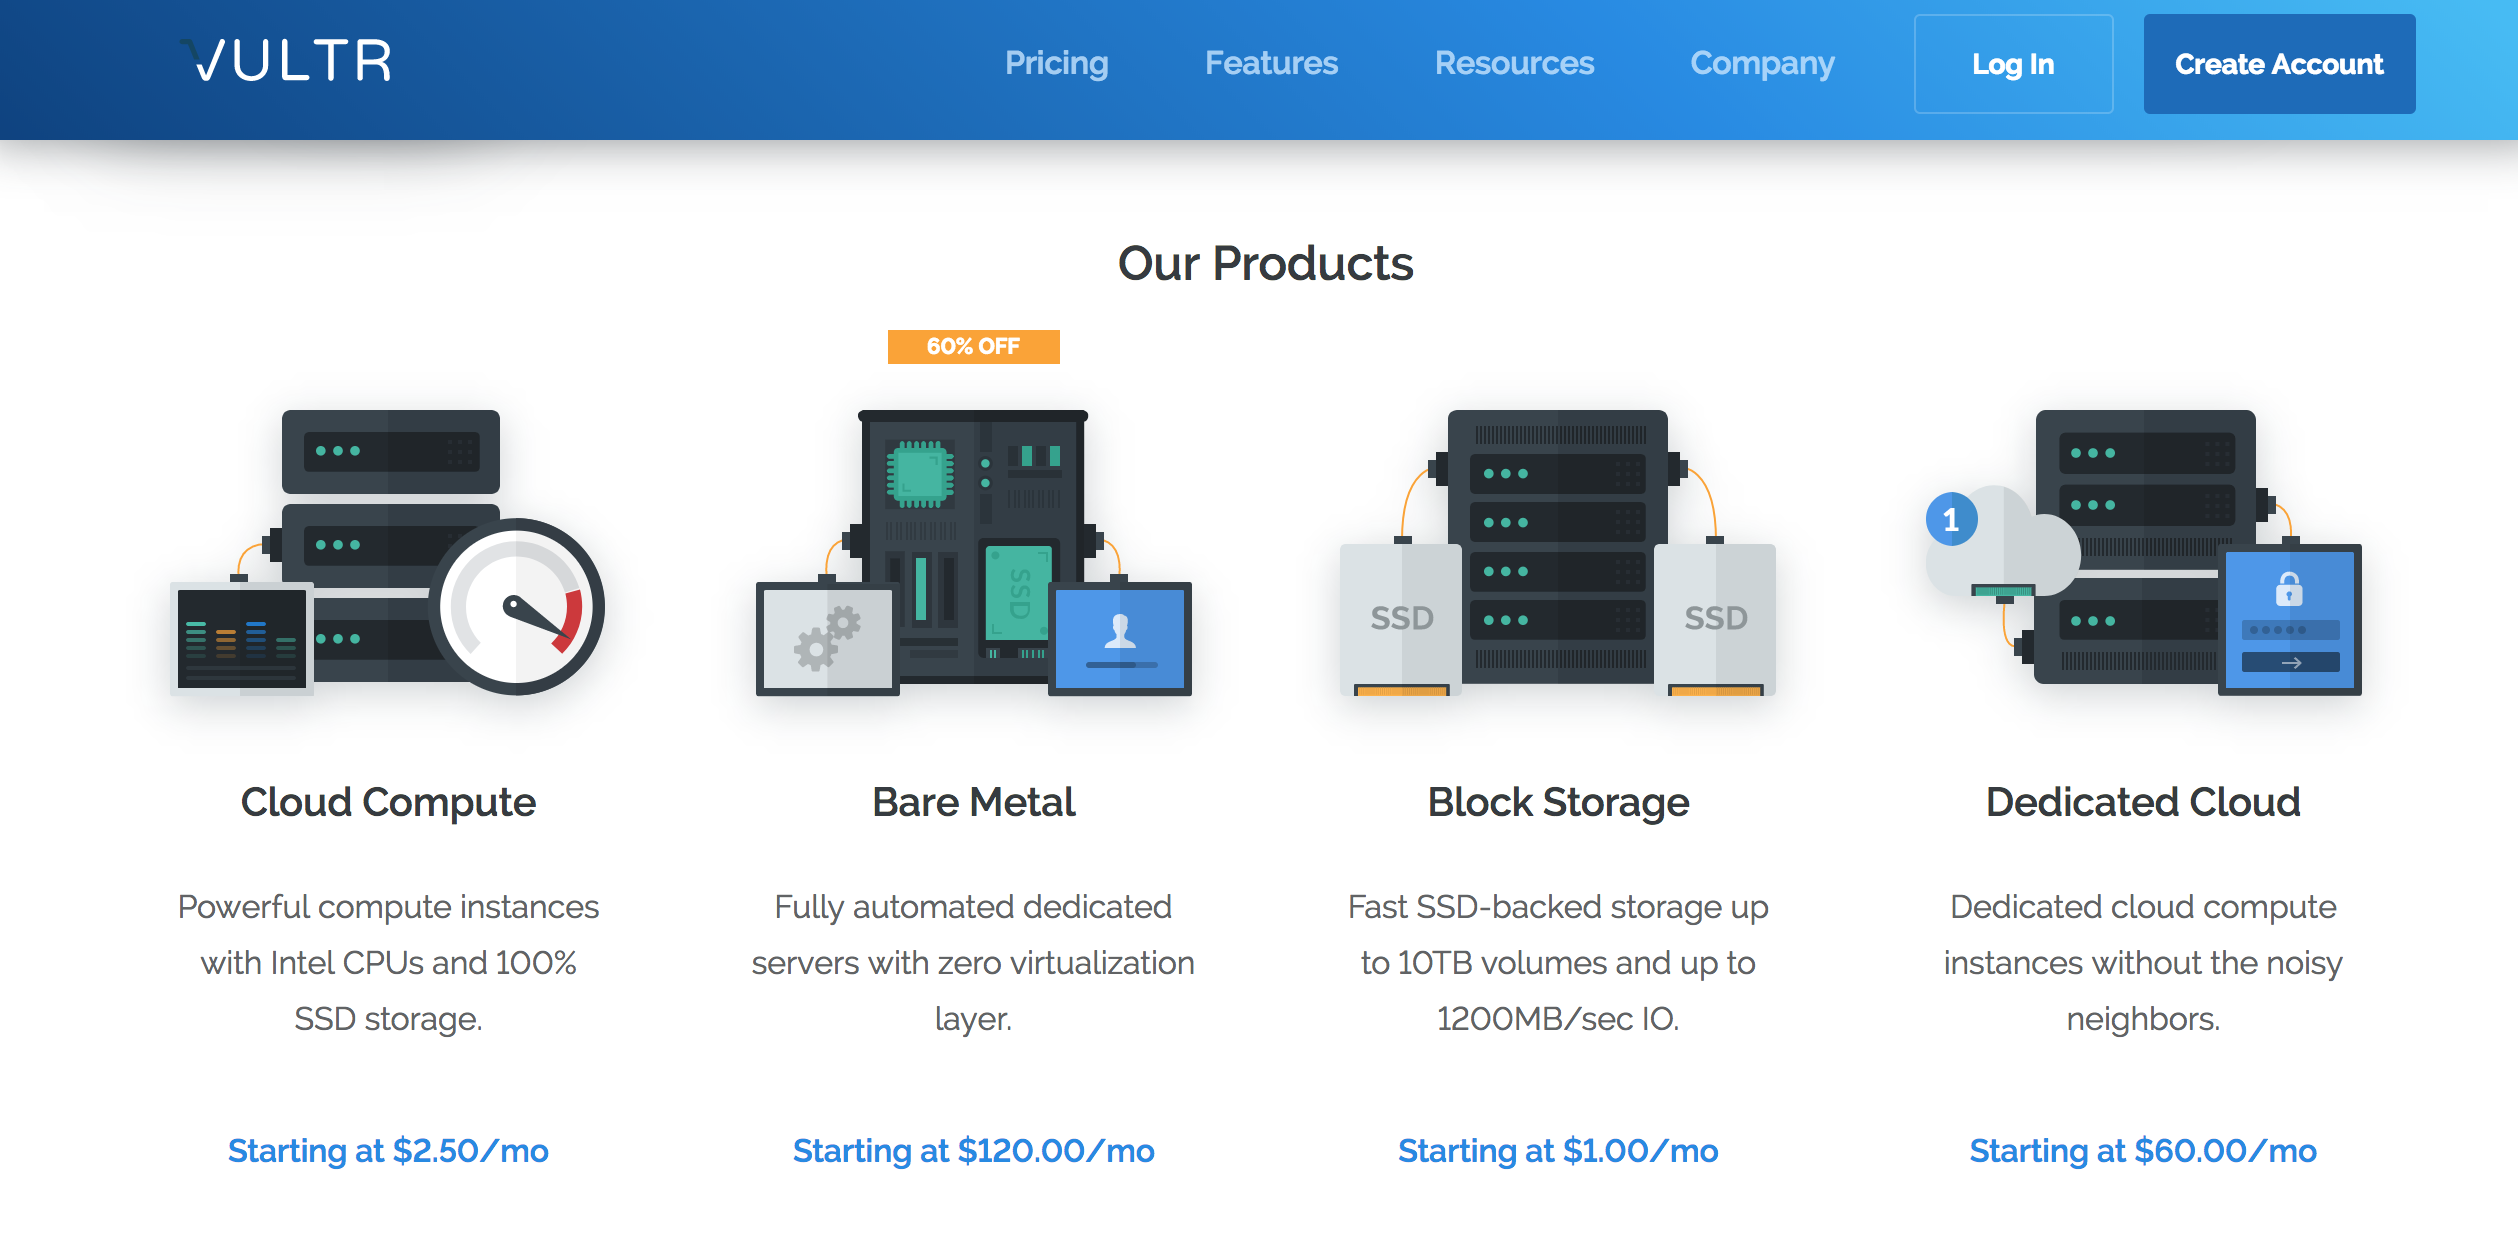 VULTR
Pricing
Features
Resources
Company
Log In
Create Account
Our Products
60% OFF
SSD
SSD
SSD
1
Cloud Compute
Powerful compute instances
with Intel CPUs and 100%
SSD storage.
Starting at $2.50/mo
Bare Metal
Fully automated dedicated
servers with zero virtualization
layer.
Starting at $120.00/mo
Block Storage
Fast SSD-backed storage up
to 10TB volumes and up to
1200MB/sec IO.
Starting at $1.00/mo
Dedicated Cloud
Dedicated cloud compute
instances without the noisy
neighbors.
Starting at $60.00/mo